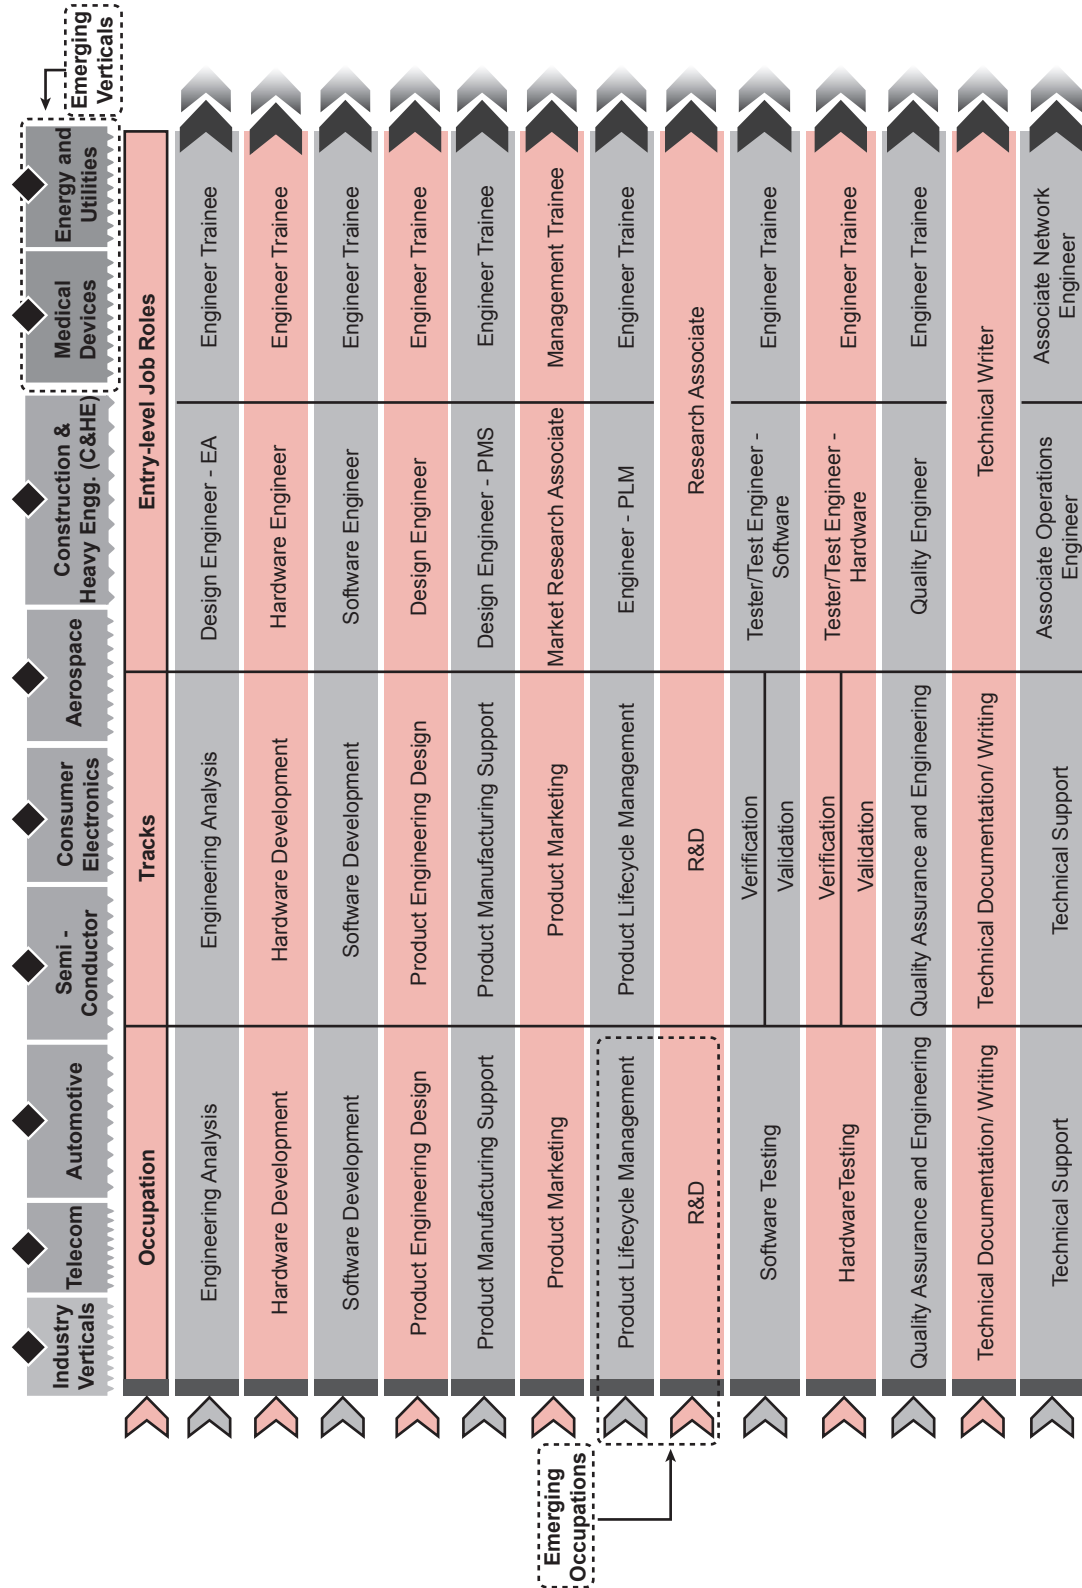 Emerging
Verticals
Industry
Verticals
Telecom
Automotive
Semi -
Conductor
Consumer
Electronics
Aerospace
Construction &
Heavy Engg. (C&HE)
Medical
Devices
Energy and
Utilities
Occupation
Tracks
Entry-level Job Roles
Engineering Analysis
Engineering Analysis
Design Engineer - EA
Engineer Trainee
Hardware Development
Hardware Development
Hardware Engineer
Engineer Trainee
Software Development
Software Development
Software Engineer
Engineer Trainee
Product Engineering Design
Product Engineering Design
Design Engineer
Engineer Trainee
Product Manufacturing Support
Product Manufacturing Support
Design Engineer - PMS
Engineer Trainee
Product Marketing
Product Marketing
Market Research Associate
Management Trainee
Emerging
Occupations
Product Lifecycle Management
Product Lifecycle Management
Engineer - PLM
Engineer Trainee
R&D
R&D
Research Associate
Software Testing
Verification
Validation
Tester/Test Engineer -
Software
Engineer Trainee
HardwareTesting
Verification
Validation
Tester/Test Engineer -
Hardware
Engineer Trainee
Quality Assurance and Engineering
Quality Assurance and Engineering
Quality Engineer
Engineer Trainee
Technical Documentation/ Writing
Technical Documentation/ Writing
Technical Writer
Technical Support
Technical Support
Associate Operations
Engineer
Associate Network
Engineer